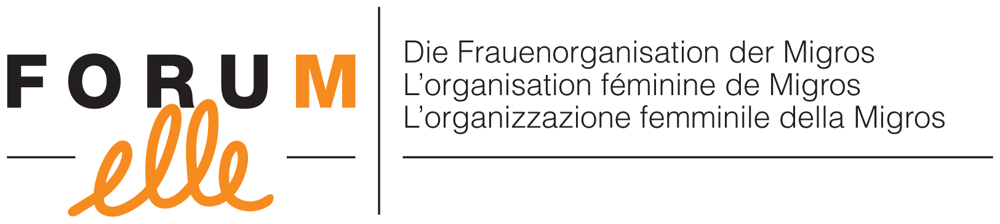 FORUM
elle
Die Frauenorganisation der Migros
L’organisation féminine de Migros
L’organizzazione femminile della Migros